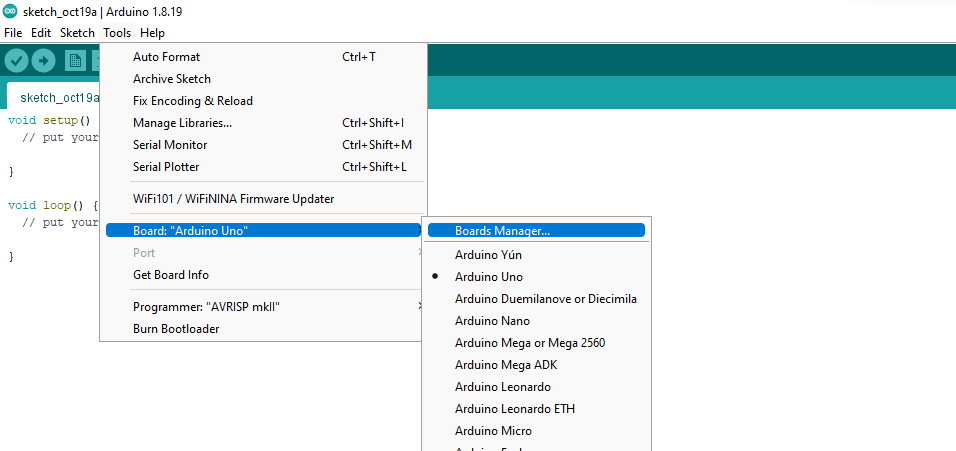 sketch_oct19a | Arduino 1.8.19
File Edit Sketch Tools Help
Auto Format Ctrl+T
Archive Sketch
Fix Encoding & Reload
Manage Libraries... Ctrl+Shift+I
Serial Monitor Ctrl+Shift+M
Serial Plotter Ctrl+Shift+L
WiFi101 / WiFiNINA Firmware Updater
Board: "Arduino Uno"
Port
Get Board Info
Programmer: "AVRISP mkII"
Burn Bootloader
sketch_oct19a
void setup()
// put your
}
void loop() {
// put your
}
Boards Manager...
Arduino Yún
Arduino Uno
Arduino Duemilanove or Diecimila
Arduino Nano
Arduino Mega or Mega 2560
Arduino Mega ADK
Arduino Leonardo
Arduino Leonardo ETH
Arduino Micro